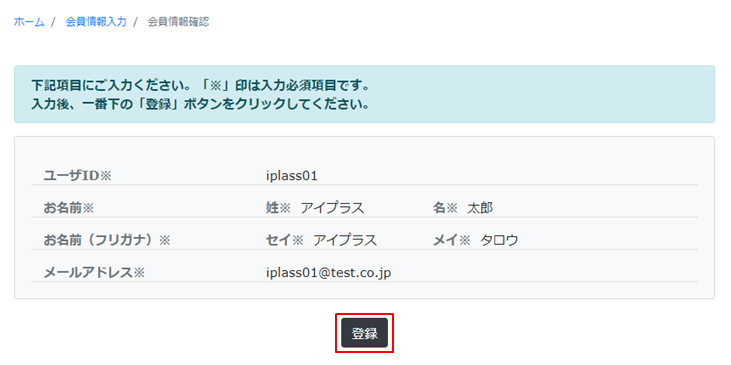 ホーム / 会員情報入力 / 会員情報確認
下記項目にご入力ください。「※」印は入力必須項目です。
入力後、一番下の「登録」ボタンをクリックしてください。
ユーザID※ iplass01
お名前※ 姓※ アイプラス 名※ 太郎
お名前（フリガナ）※ セイ※ アイプラス メイ※ タロウ
メールアドレス※ iplass01@test.co.jp
登録